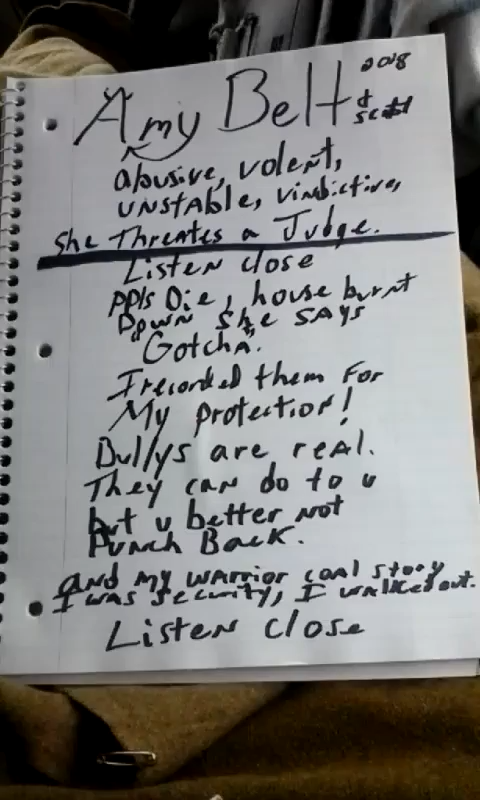 2018
Amy Belt
& scott
abusive, volent,
unstable, vindictive,
she Threates a Judge.
Listen close
ppls Die, house burnt
Down she says
Gotcha.
I recorded them for
My protection!
Bullys are real.
They can do to u
but u better not
Punch Back.
and my warrior coal story
I was security, I walked out.
Listen close